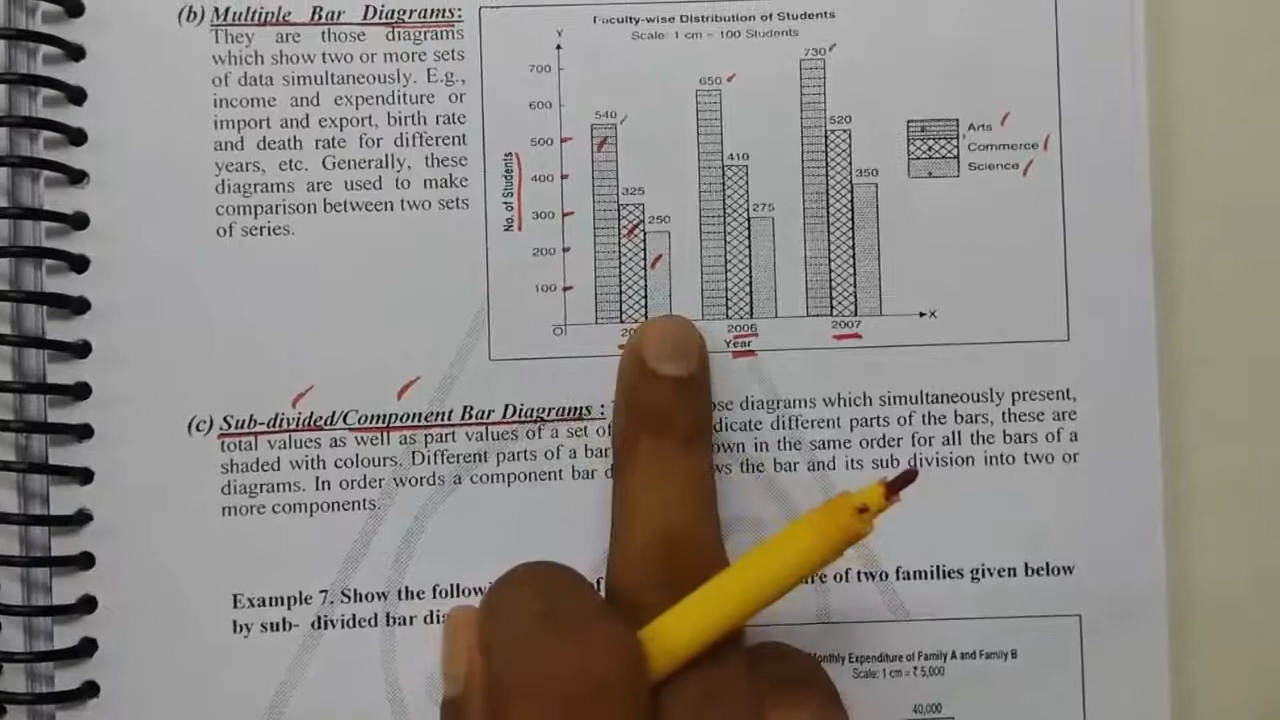 (b) Multiple Bar Diagrams:
They are those diagrams
which show two or more sets
of data simultaneously. E.g.,
income and expenditure or
import and export, birth rate
and death rate for different
years, etc. Generally, these
diagrams are used to make
comparison between two sets
of series.
Faculty-wise Distribution of Students
Scale: 1 cm = 100 Students
Y
700
600
500
400
300
200
100
O
No. of Students
540
325
250
650
410
275
730
520
350
X
2006
2007
Year
Arts
Commerce
Science
(c) Sub-divided/Component Bar Diagrams : diagrams which simultaneously present,
total values as well as part values of a set of different parts of the bars, these are
shaded with colours. Different parts of a bar in the same order for all the bars of a
diagrams. In order words a component bar the bar and its sub division into two or
more components.
Example 7. Show the of two families given below
by sub- divided bar
Monthly Expenditure of Family A and Family B
Scale: 1 cm = ₹ 5,000
40,000